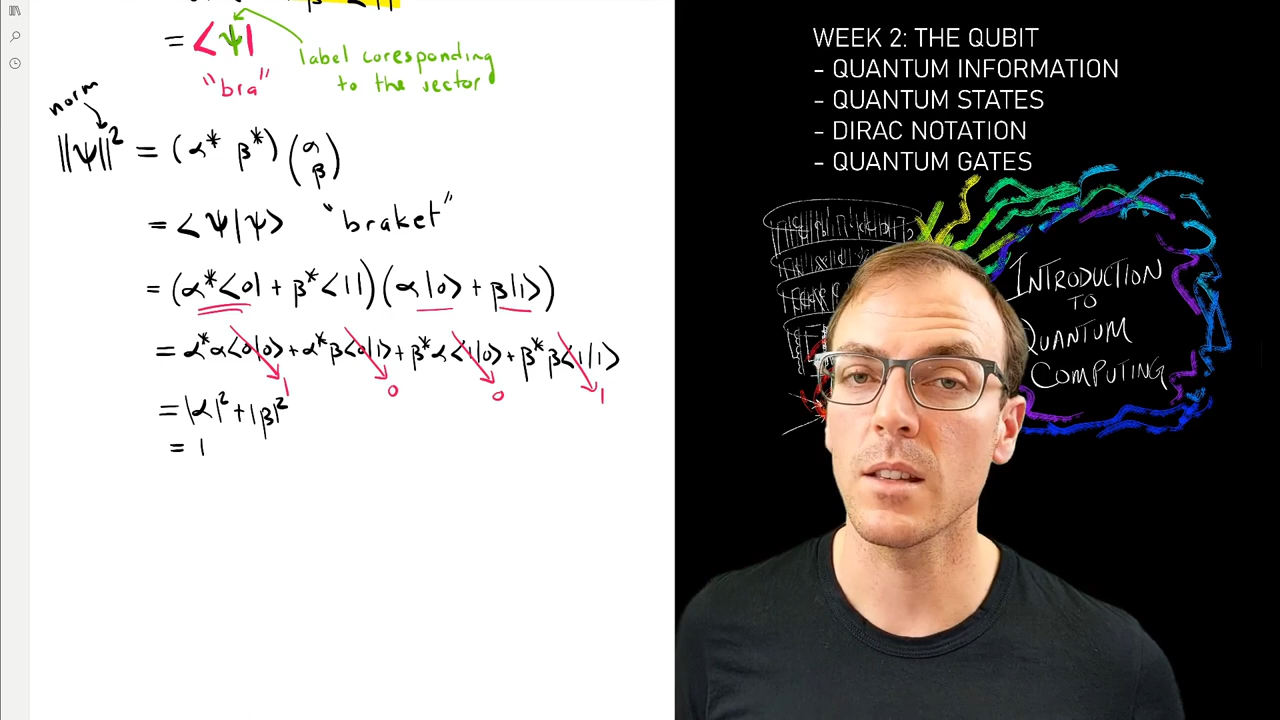 = <ψ|
label coresponding
to the vector
"bra"
norm
||ψ||² = (α* β*) (α
β)
= <ψ|ψ> "braket"
= (α*<0| + β*<1|)(α|0> + β|1>)
= α*α<0|0> + α*β<0|1> + β*α<1|0> + β*β<1|1>
1 0 0 1
= |α|² + |β|²
= 1
WEEK 2: THE QUBIT
- QUANTUM INFORMATION
- QUANTUM STATES
- DIRAC NOTATION
- QUANTUM GATES
INTRODUCTION
TO
QUANTUM
COMPUTING